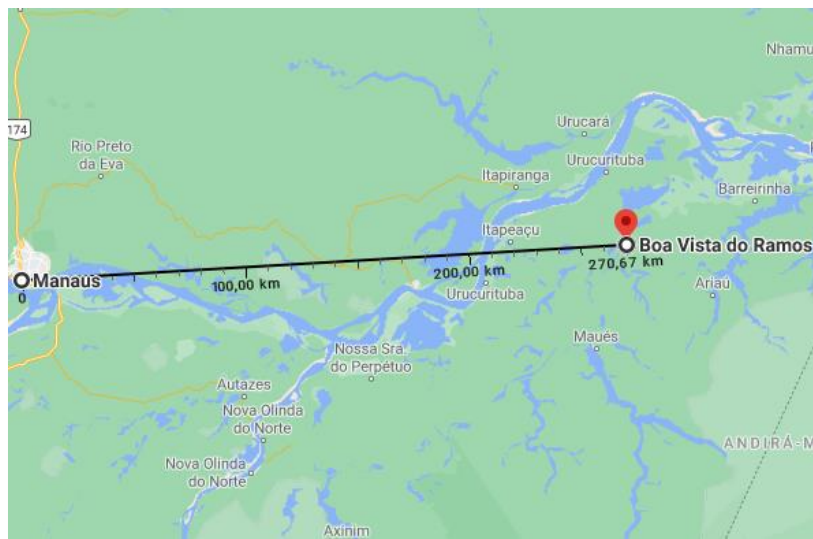 Nhamu
174
Urucará
Rio Preto
da Eva
Urucurituba
Itapiranga
Barreirinha
Itapeaçu
Boa Vista do Ramos
Manaus
0
100,00 km
200,00 km
270,67 km
Urucurituba
Ariaú
Maués
Nossa Sra.
do Perpétuo
Autazes
Nova Olinda
do Norte
ANDIRÁ-M
Nova Olinda
do Norte
Axinim